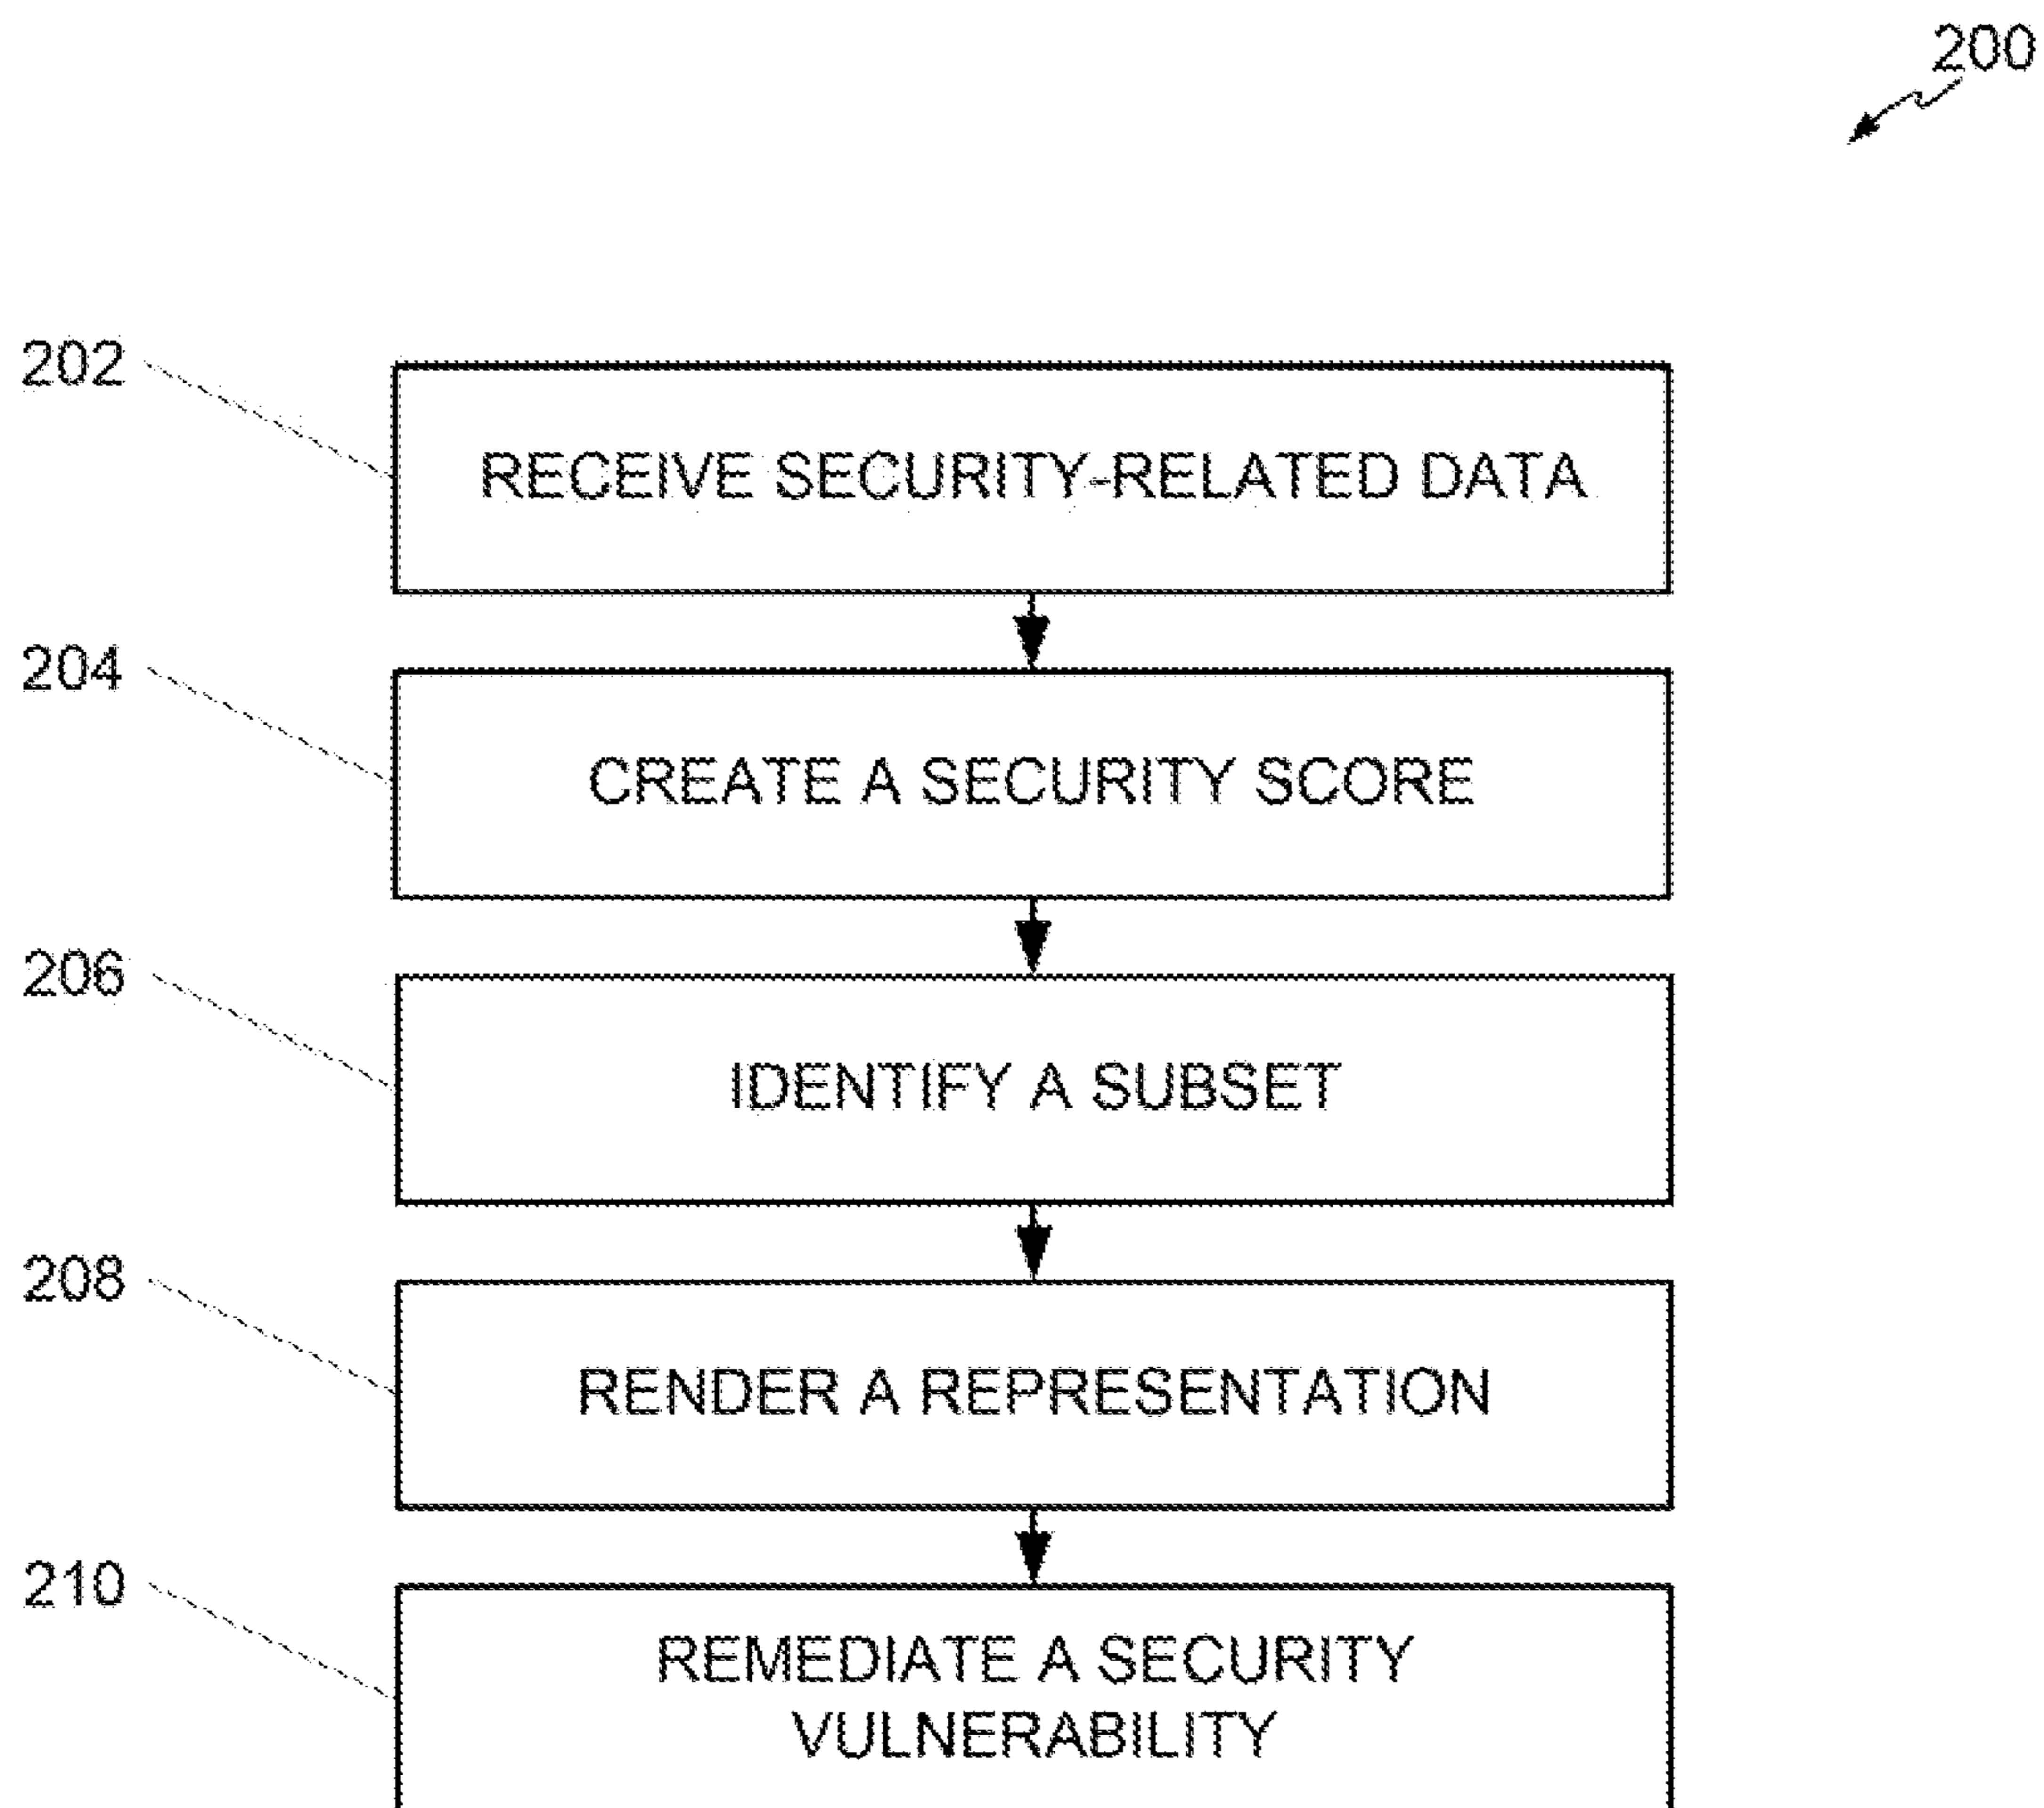 200
202
RECEIVE SECURITY-RELATED DATA
204
CREATE A SECURITY SCORE
206
IDENTIFY A SUBSET
208
RENDER A REPRESENTATION
210
REMEDIATE A SECURITY
VULNERABILITY